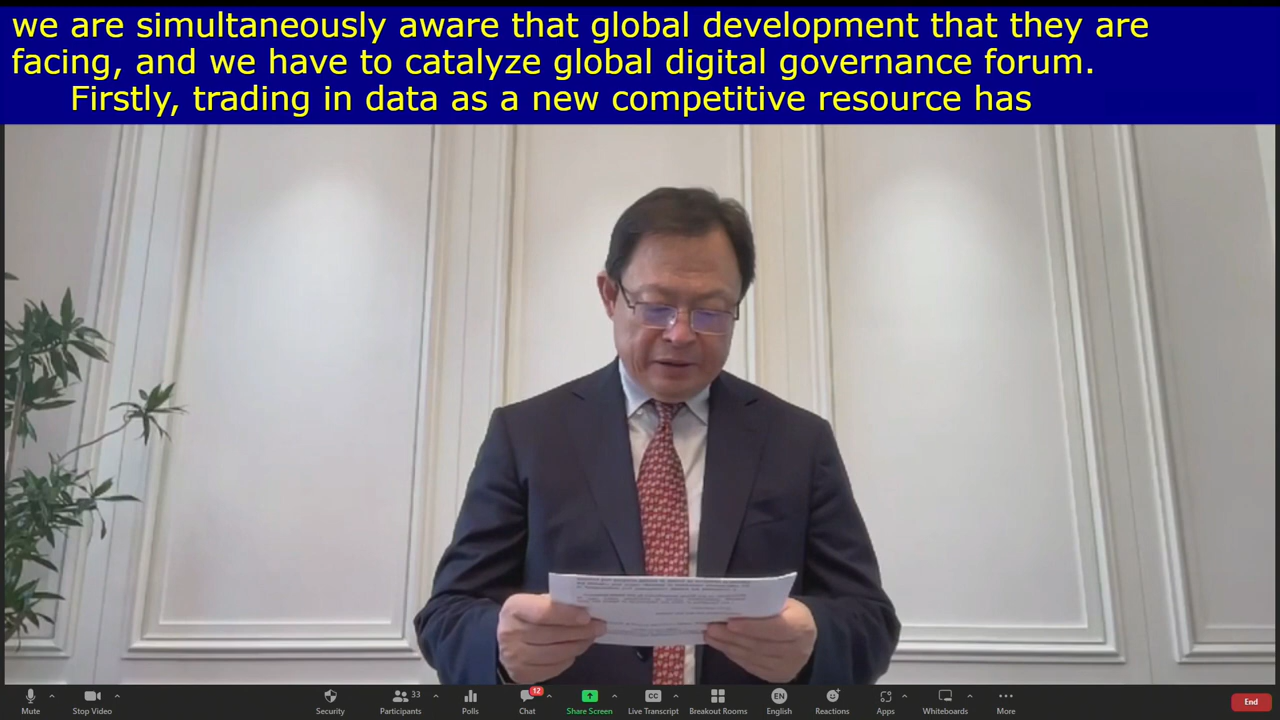 we are simultaneously aware that global development that they are
facing, and we have to catalyze global digital governance forum.
Firstly, trading in data as a new competitive resource has
Mute
Stop Video
Security
33
Participants
Polls
12
Chat
Share Screen
CC
Live Transcript
Breakout Rooms
EN
English
Reactions
Apps
Whiteboards
More
End